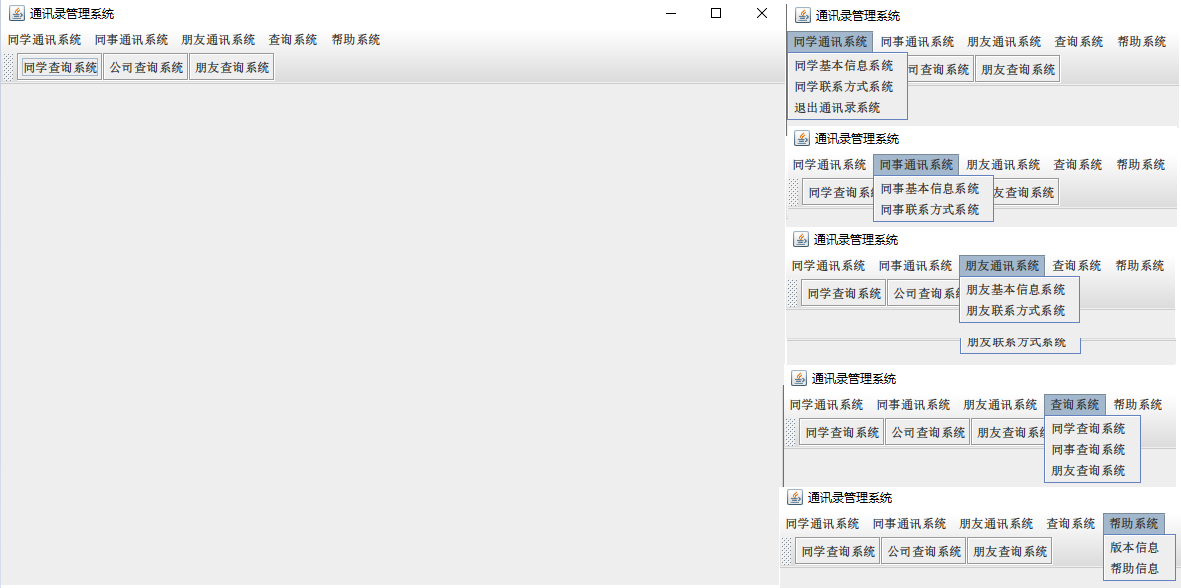 通讯录管理系统
同学通讯系统 同事通讯系统 朋友通讯系统 查询系统 帮助系统
同学查询系统 公司查询系统 朋友查询系统
通讯录管理系统
同学通讯系统 同事通讯系统 朋友通讯系统 查询系统 帮助系统
同学基本信息系统
司查询系统 朋友查询系统
同学联系方式系统
退出通讯录系统
通讯录管理系统
同学通讯系统 同事通讯系统 朋友通讯系统 查询系统 帮助系统
同学查询系 友查询系统
同事基本信息系统
同事联系方式系统
通讯录管理系统
同学通讯系统 同事通讯系统 朋友通讯系统 查询系统 帮助系统
同学查询系统 公司查询系
朋友基本信息系统
朋友联系方式系统
朋友联系方式系统
通讯录管理系统
同学通讯系统 同事通讯系统 朋友通讯系统 查询系统 帮助系统
同学查询系统 公司查询系统 朋友查询系
同学查询系统
同事查询系统
朋友查询系统
通讯录管理系统
同学通讯系统 同事通讯系统 朋友通讯系统 查询系统 帮助系统
同学查询系统 公司查询系统 朋友查询系统
版本信息
帮助信息